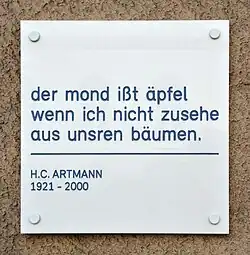 der mond ißt äpfel
wenn ich nicht zusehe
aus unsren bäumen.
H.C. ARTMANN
1921 - 2000